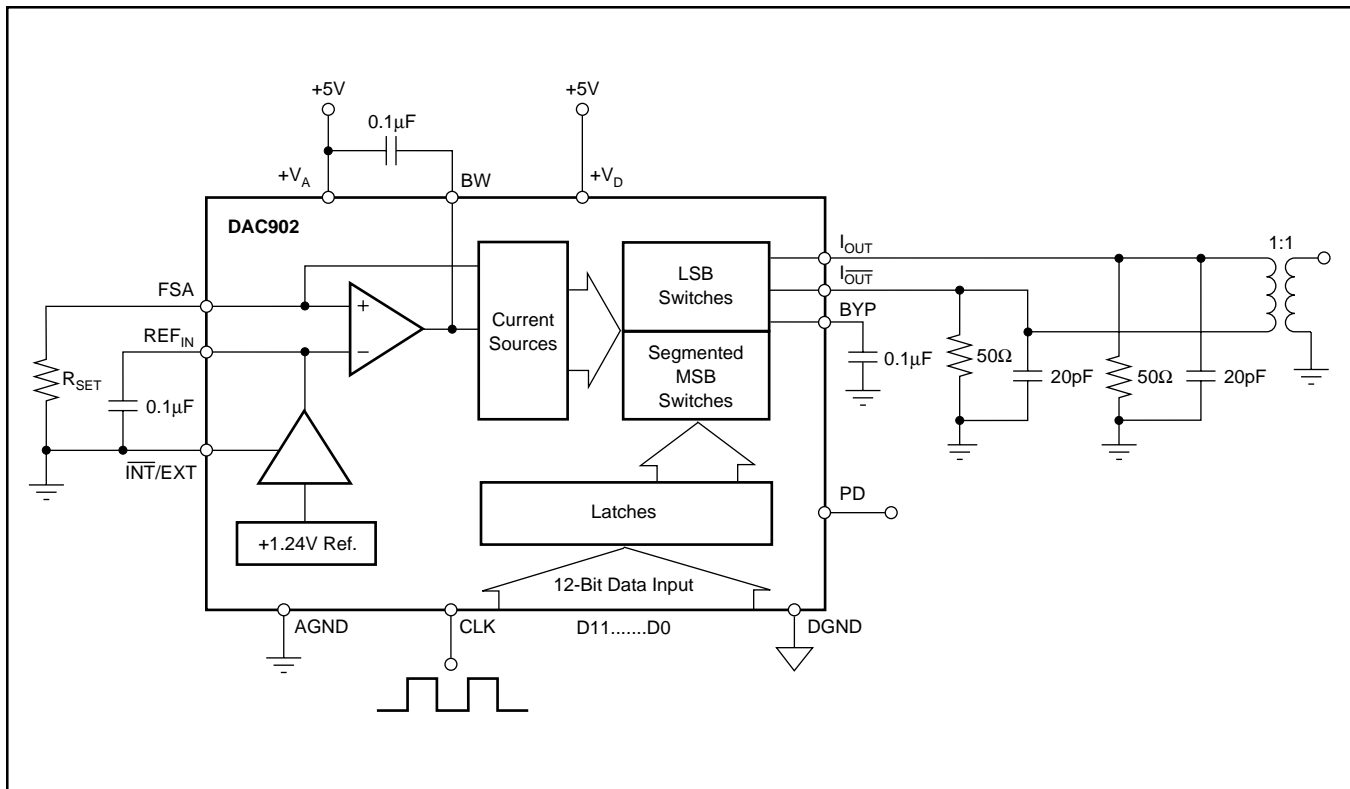 +5V
+5V
0.1μF
+V_A
BW
+V_D
DAC902
I_OUT
1:1
FSA
+
LSB
Switches
I_O̅U̅T̅
BYP
REF_IN
−
Current
Sources
Segmented
MSB
Switches
0.1μF
50Ω
20pF
50Ω
20pF
R_SET
0.1μF
I̅N̅T̅/EXT
PD
Latches
+1.24V Ref.
12-Bit Data Input
AGND
CLK
D11.......D0
DGND